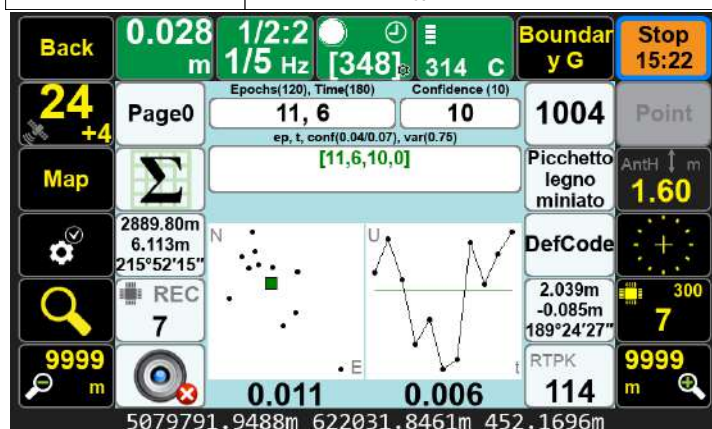 Back
0.028
m
1/2:2
1/5 Hz
[348]
314 C
Boundar
y G
Stop
15:22
24
+4
Page0
Epochs(120), Time(180)
Confidence (10)
11, 6
10
ep, t, conf(0.04/0.07), var(0.75)
1004
Point
Map
Σ
[11,6,10,0]
Picchetto
legno
miniato
AntH m
1.60
2889.80m
6.113m
215°52'15"
N
U
DefCode
REC
7
2.039m
-0.085m
189°24'27"
300
7
E
t
9999
m
0.011
0.006
RTPK
114
9999
m
5079791.9488m 622031.8461m 452.1696m